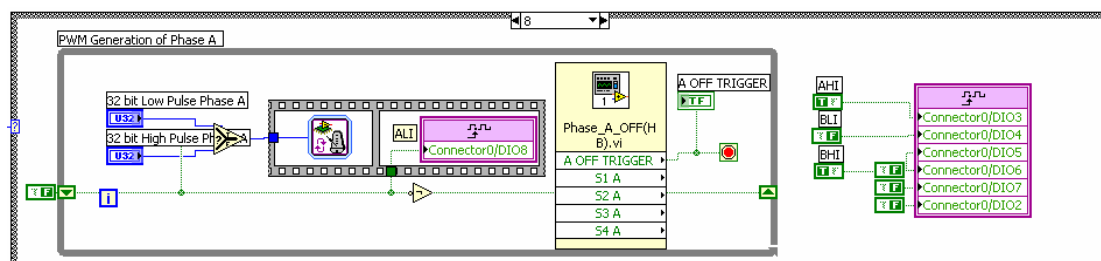 8
PWM Generation of Phase A
32 bit Low Pulse Phase A
U32
32 bit High Pulse Ph A
U32
?
?
ALI
Connector0/DIO8
i
F
1
Phase_A_OFF(H
B).vi
A OFF TRIGGER
S1 A
S2 A
S3 A
S4 A
A OFF TRIGGER
TF
AHI
T
BLI
F
BHI
T
F
F
F
Connector0/DIO3
Connector0/DIO4
Connector0/DIO5
Connector0/DIO6
Connector0/DIO7
Connector0/DIO2